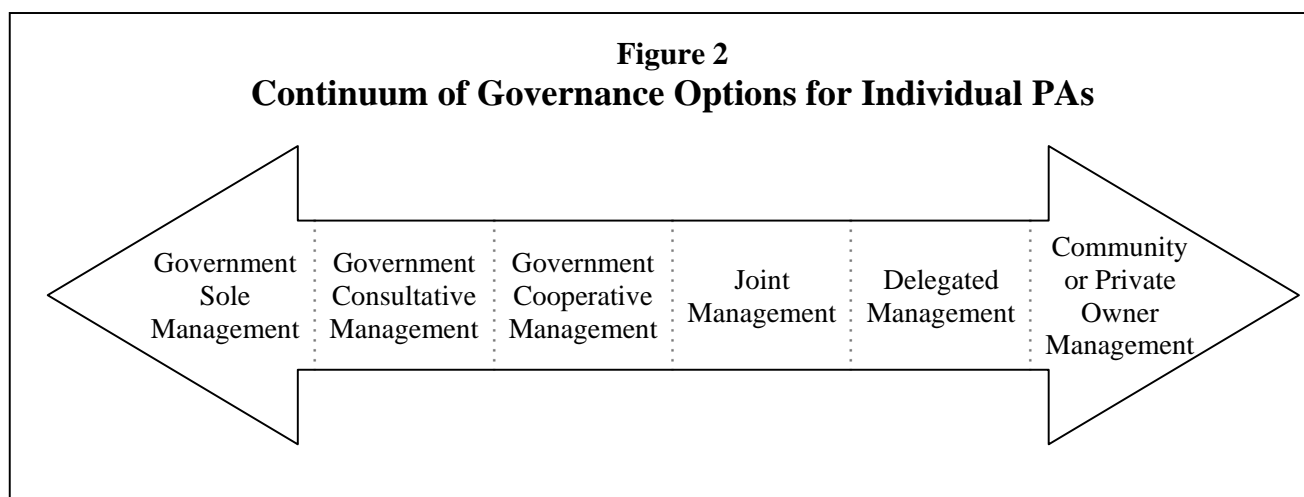 Figure 2
Continuum of Governance Options for Individual PAs
Government
Sole
Management
Government
Consultative
Management
Government
Cooperative
Management
Joint
Management
Delegated
Management
Community
or Private
Owner
Management